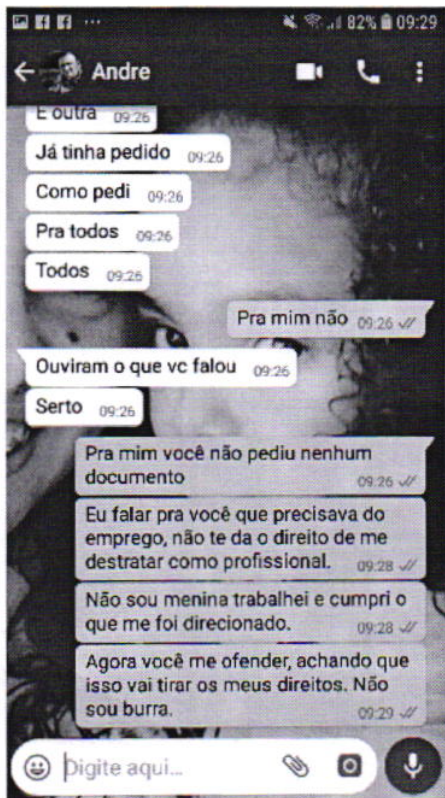 82% 09:29
Andre
E outra 09:26
Já tinha pedido 09:26
Como pedi 09:26
Pra todos 09:26
Todos 09:26
Pra mim não 09:26
Ouviram o que vc falou 09:26
Serto 09:26
Pra mim você não pediu nenhum
documento 09:26
Eu falar pra você que precisava do
emprego, não te da o direito de me
destratar como profissional. 09:28
Não sou menina trabalhei e cumpri o
que me foi direcionado. 09:28
Agora você me ofender, achando que
isso vai tirar os meus direitos. Não
sou burra. 09:29
Digite aqui...